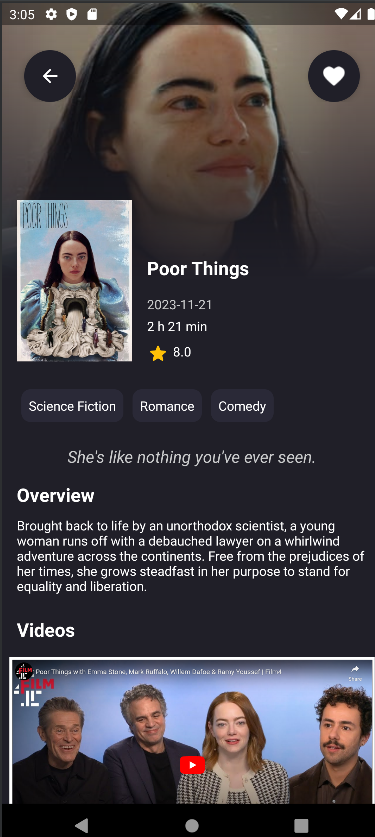 3:05
POOR THINGS
Poor Things
2023-11-21
2 h 21 min
8.0
Science Fiction
Romance
Comedy
She's like nothing you've ever seen.
Overview
Brought back to life by an unorthodox scientist, a young
woman runs off with a debauched lawyer on a whirlwind
adventure across the continents. Free from the prejudices of
her times, she grows steadfast in her purpose to stand for
equality and liberation.
Videos
Poor Things with Emma Stone, Mark Ruffalo, Willem Dafoe & Ramy Youssef | Film4
Share
FILM